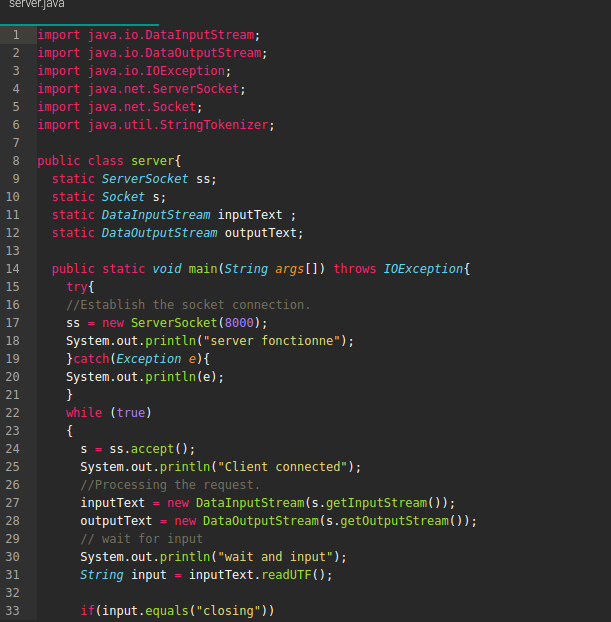 server.java
1 import java.io.DataInputStream;
2 import java.io.DataOutputStream;
3 import java.io.IOException;
4 import java.net.ServerSocket;
5 import java.net.Socket;
6 import java.util.StringTokenizer;
7
8 public class server{
9   static ServerSocket ss;
10   static Socket s;
11   static DataInputStream inputText ;
12   static DataOutputStream outputText;
13
14   public static void main(String args[]) throws IOException{
15     try{
16     //Establish the socket connection.
17     ss = new ServerSocket(8000);
18     System.out.println("server fonctionne");
19     }catch(Exception e){
20     System.out.println(e);
21     }
22     while (true)
23     {
24       s = ss.accept();
25       System.out.println("Client connected");
26       //Processing the request.
27       inputText = new DataInputStream(s.getInputStream());
28       outputText = new DataOutputStream(s.getOutputStream());
29       // wait for input
30       System.out.println("wait and input");
31       String input = inputText.readUTF();
32
33       if(input.equals("closing"))